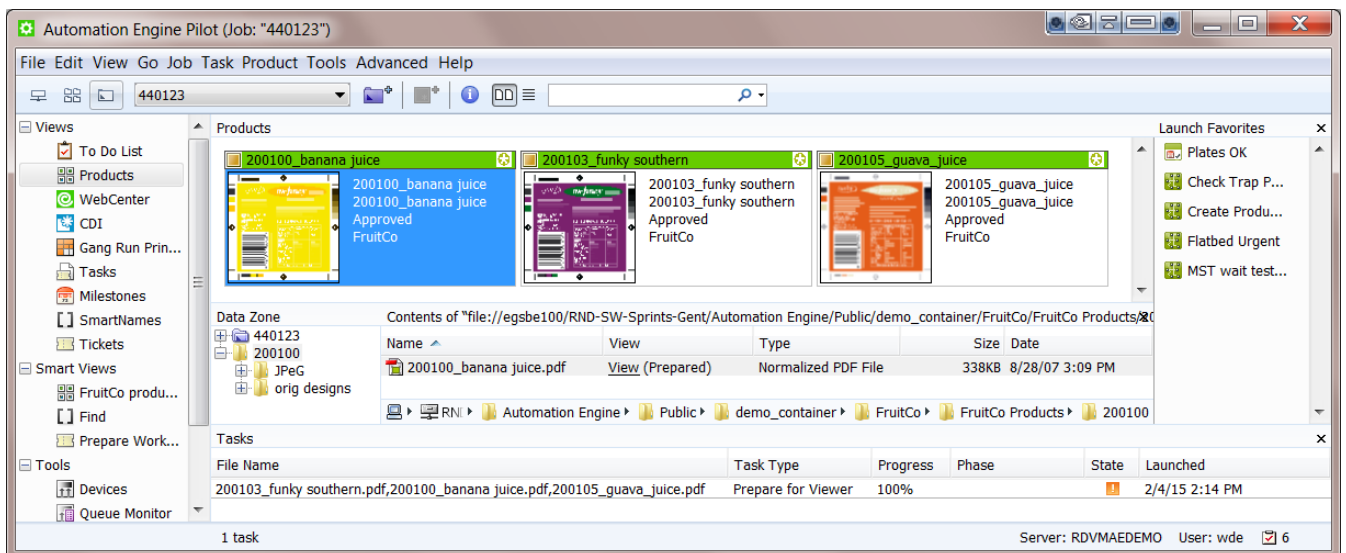 Automation Engine Pilot (Job: "440123")
File Edit View Go Job Task Product Tools Advanced Help
440123
Views
To Do List
Products
WebCenter
CDI
Gang Run Prin...
Tasks
Milestones
SmartNames
Tickets
Smart Views
FruitCo produ...
Find
Prepare Work...
Tools
Devices
Queue Monitor
Products
200100_banana juice
200100_banana juice
200100_banana juice
Approved
FruitCo
200103_funky southern
200103_funky southern
200103_funky southern
Approved
FruitCo
200105_guava_juice
200105_guava_juice
200105_guava_juice
Approved
FruitCo
Launch Favorites
Plates OK
Check Trap P...
Create Produ...
Flatbed Urgent
MST wait test...
Data Zone
440123
200100
JPeG
orig designs
Contents of "file://egsbe100/RND-SW-Sprints-Gent/Automation Engine/Public/demo_container/FruitCo/FruitCo Products/
Name View Type Size Date
200100_banana juice.pdf View (Prepared) Normalized PDF File 338KB 8/28/07 3:09 PM
Automation Engine Public demo_container FruitCo FruitCo Products 200100
Tasks
File Name Task Type Progress Phase State Launched
200103_funky southern.pdf,200100_banana juice.pdf,200105_guava_juice.pdf Prepare for Viewer 100% 2/4/15 2:14 PM
1 task Server: RDVMAEDEMO User: wde 6